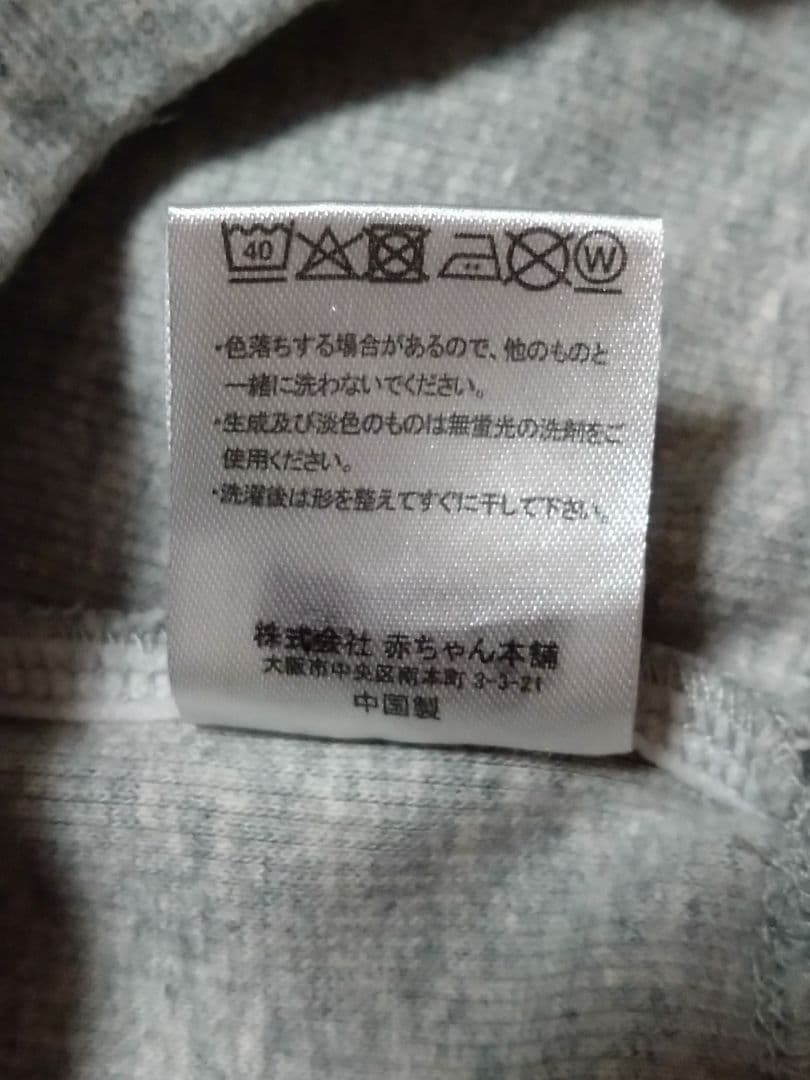 40 W
・色落ちする場合があるので、他のものと
一緒に洗わないでください。
・生成及び淡色のものは無蛍光の洗剤をご
使用ください。
・洗濯後は形を整えてすぐに干して下さい。
株式会社 赤ちゃん本舗
大阪市中央区南本町 3-3-21
中国製